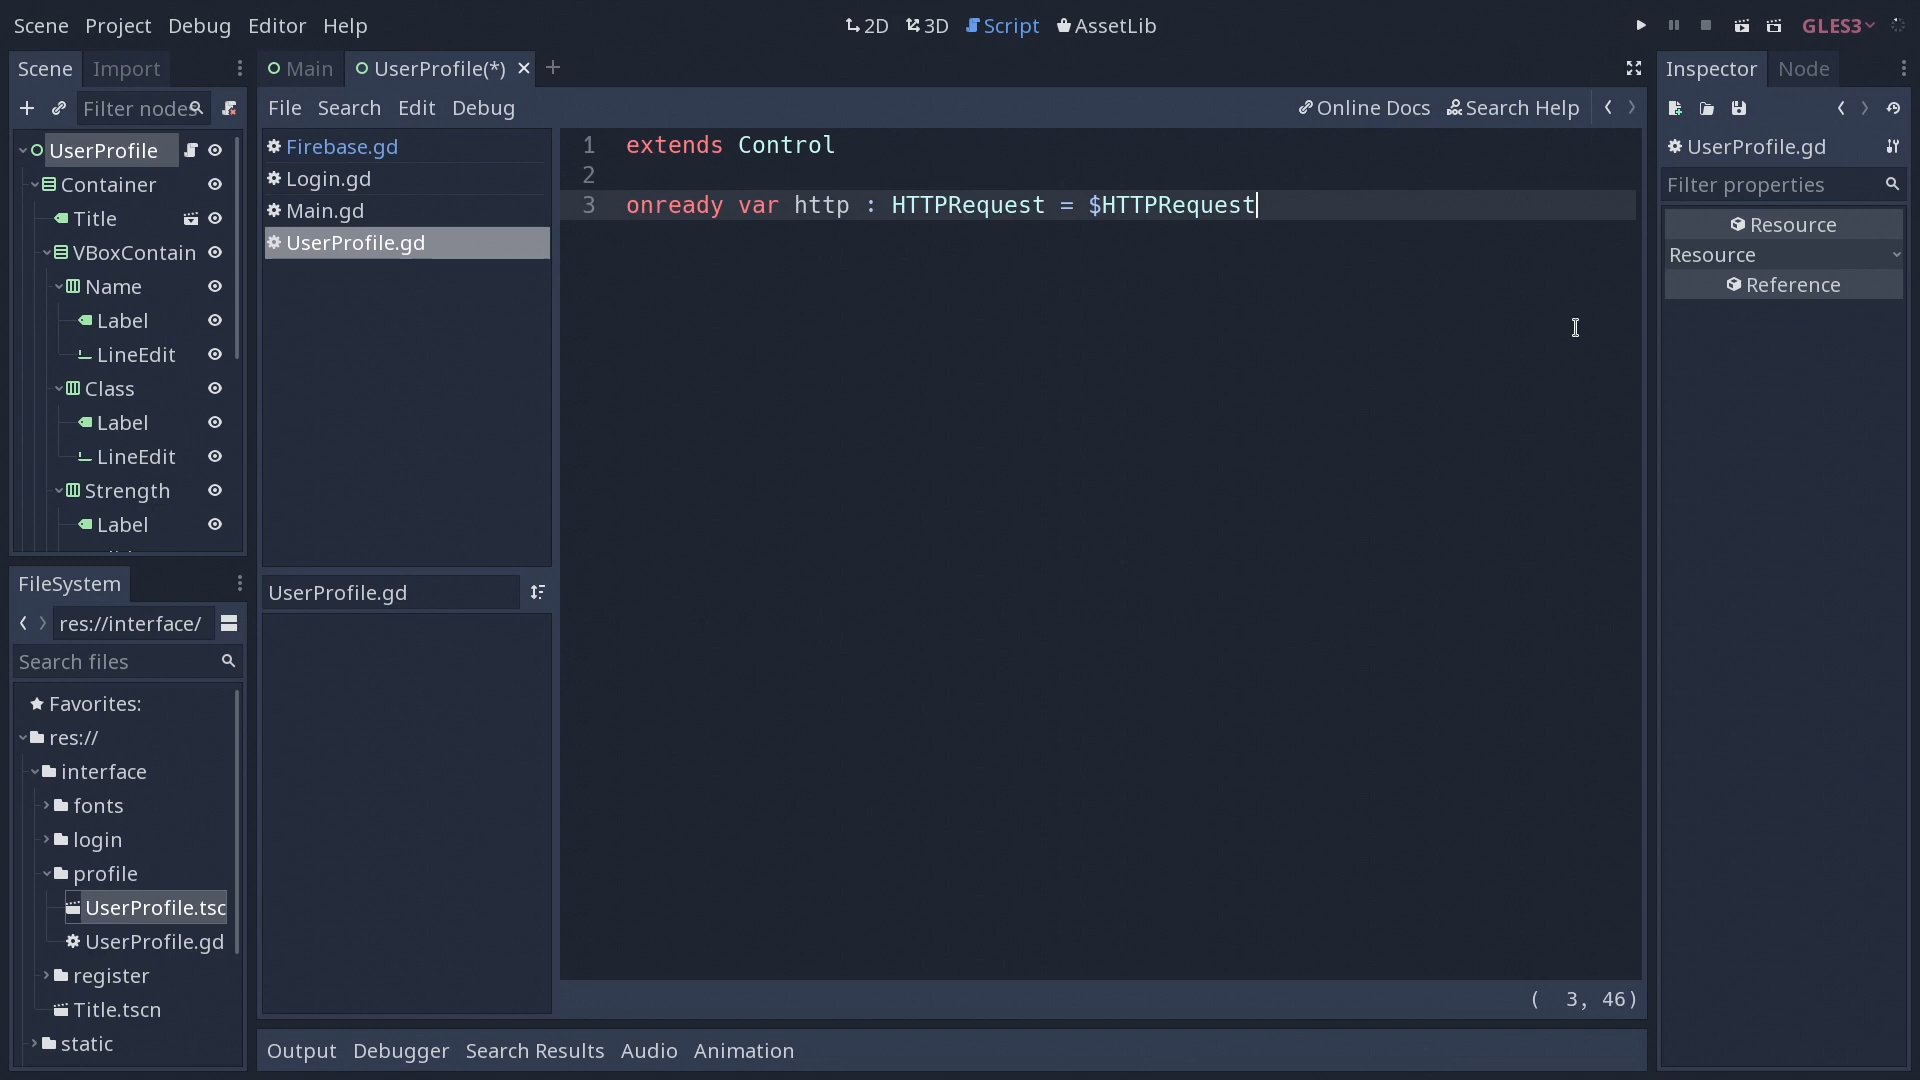 Scene Project Debug Editor Help
2D 3D Script AssetLib
GLES3
Scene Import
Filter nodes
UserProfile
Container
Title
VBoxContain
Name
Label
LineEdit
Class
Label
LineEdit
Strength
Label
FileSystem
res://interface/
Search files
Favorites:
res://
interface
fonts
login
profile
UserProfile.tsc
UserProfile.gd
register
Title.tscn
static
Main UserProfile(*)
File Search Edit Debug
Online Docs Search Help
Firebase.gd
Login.gd
Main.gd
UserProfile.gd
UserProfile.gd
1 extends Control
2
3 onready var http : HTTPRequest = $HTTPRequest
( 3, 46)
Output Debugger Search Results Audio Animation
Inspector Node
UserProfile.gd
Filter properties
Resource
Resource
Reference